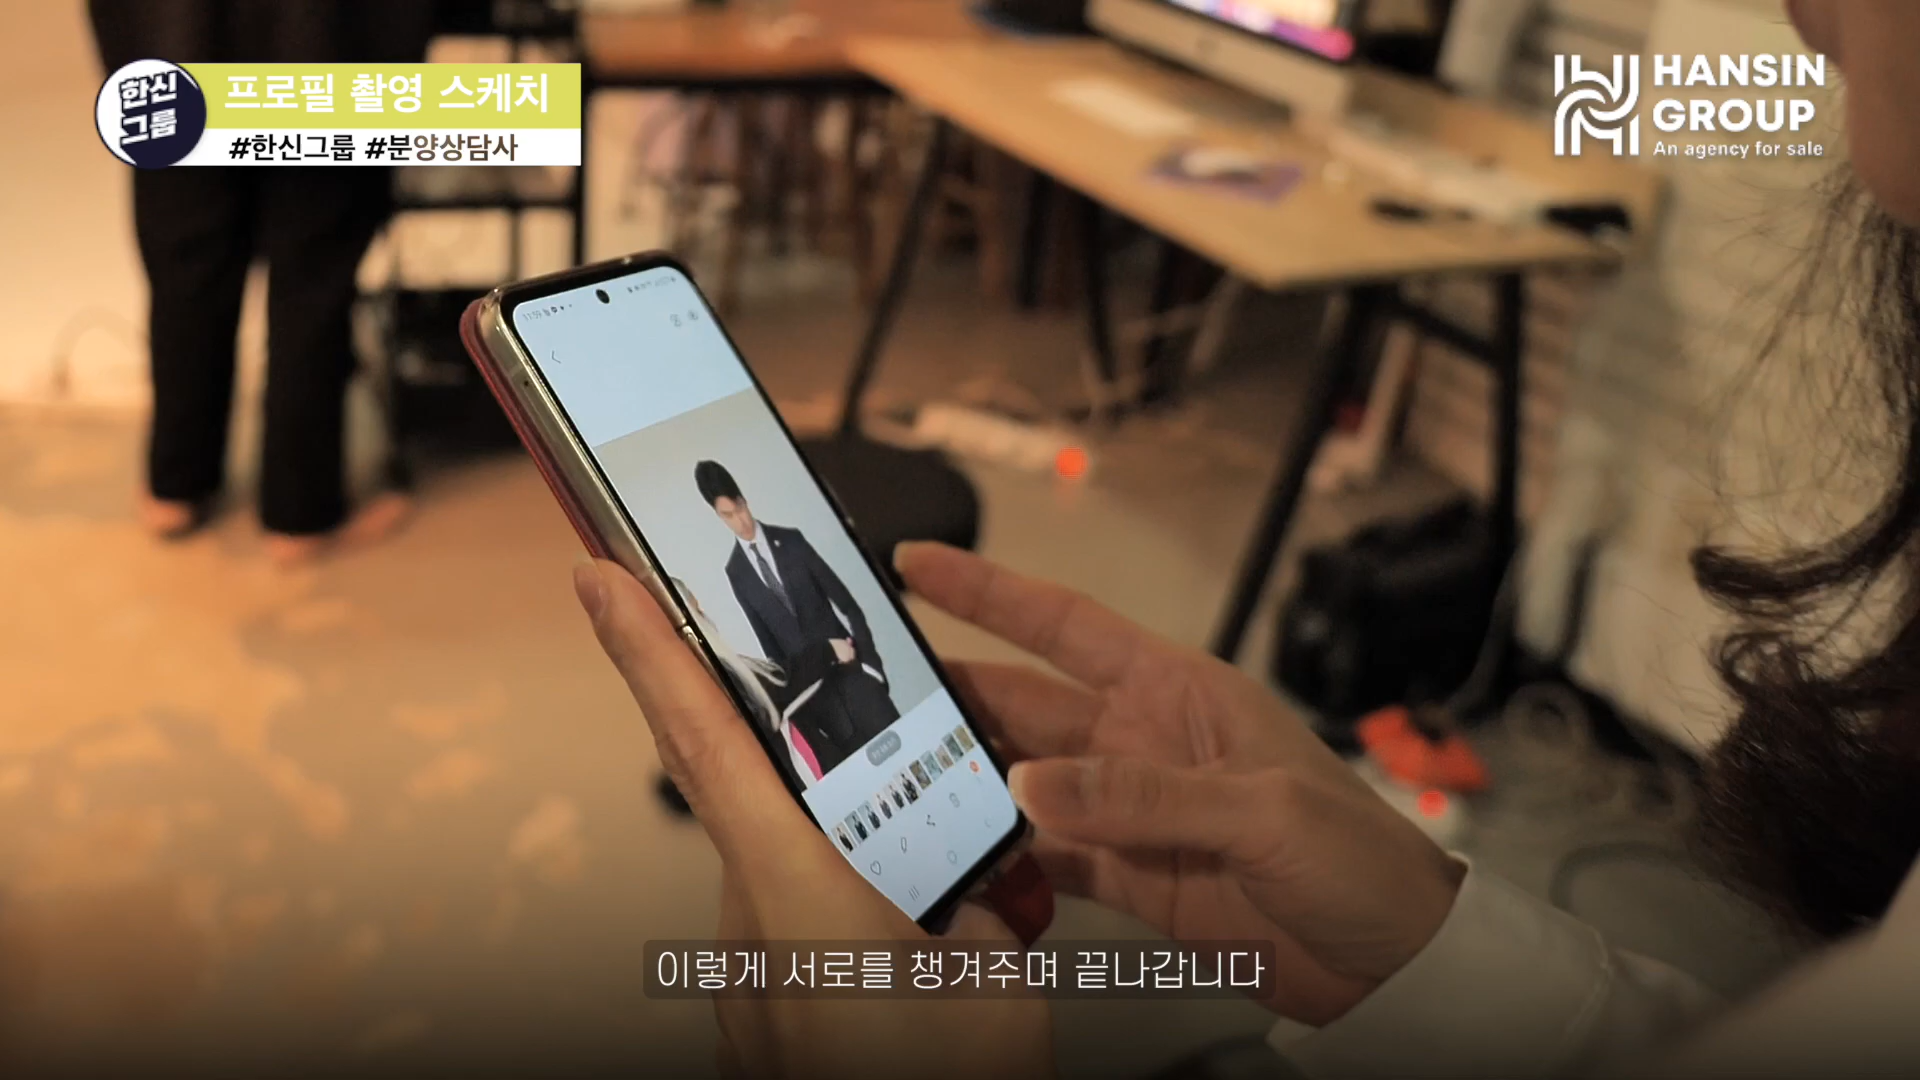 한신
그룹
프로필 촬영 스케치
#한신그룹 #분양상담사
HANSIN
GROUP
An agency for sale
11:59
이렇게 서로를 챙겨주며 끝나갑니다